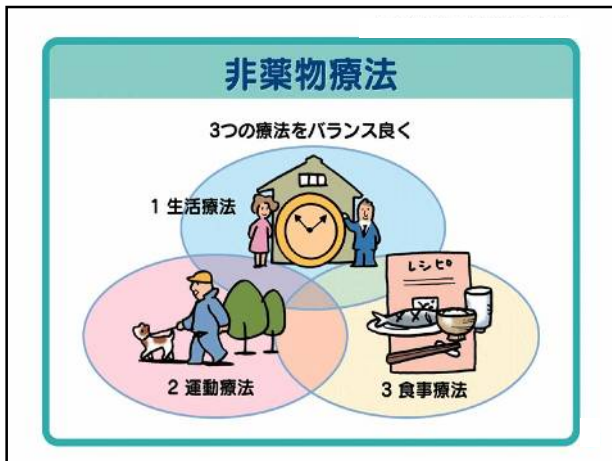 非薬物療法
3つの療法をバランス良く
1 生活療法
レシピ
2 運動療法
3 食事療法